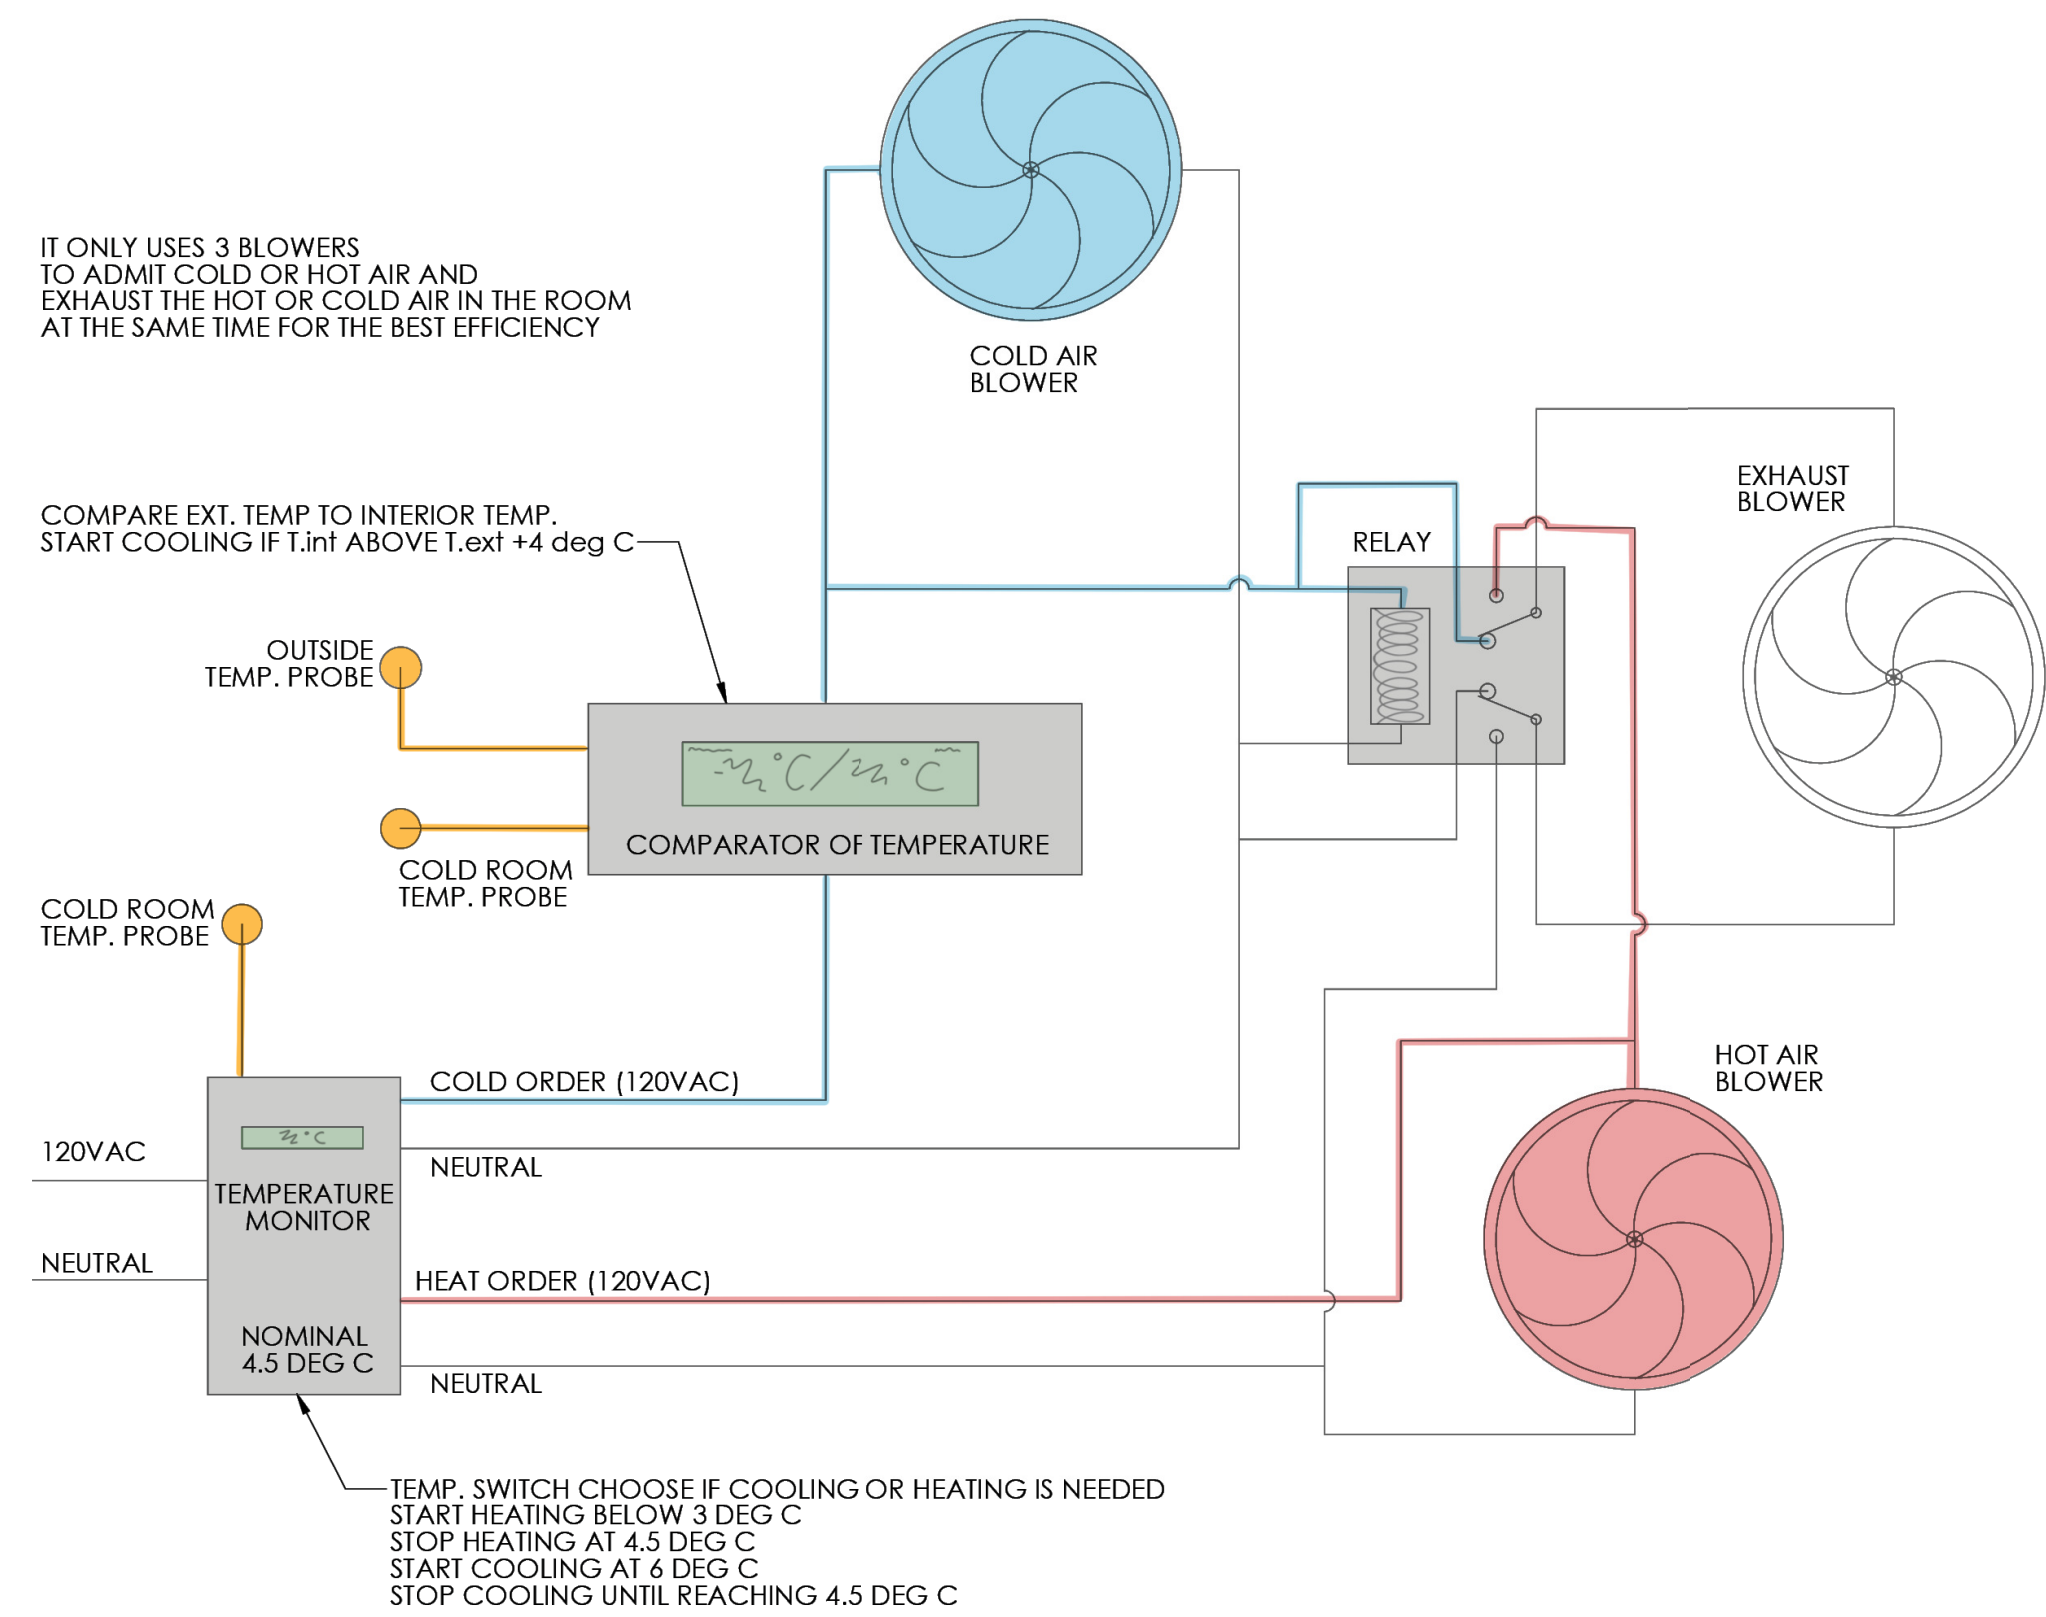 IT ONLY USES 3 BLOWERS
TO ADMIT COLD OR HOT AIR AND
EXHAUST THE HOT OR COLD AIR IN THE ROOM
AT THE SAME TIME FOR THE BEST EFFICIENCY
COLD AIR
BLOWER
EXHAUST
BLOWER
COMPARE EXT. TEMP TO INTERIOR TEMP.
START COOLING IF T.int ABOVE T.ext +4 deg C
RELAY
OUTSIDE
TEMP. PROBE
°C / °C
COMPARATOR OF TEMPERATURE
COLD ROOM
TEMP. PROBE
COLD ROOM
TEMP. PROBE
COLD ORDER (120VAC)
HOT AIR
BLOWER
°C
120VAC
NEUTRAL
TEMPERATURE
MONITOR
NEUTRAL
HEAT ORDER (120VAC)
NOMINAL
4.5 DEG C
NEUTRAL
TEMP. SWITCH CHOOSE IF COOLING OR HEATING IS NEEDED
START HEATING BELOW 3 DEG C
STOP HEATING AT 4.5 DEG C
START COOLING AT 6 DEG C
STOP COOLING UNTIL REACHING 4.5 DEG C